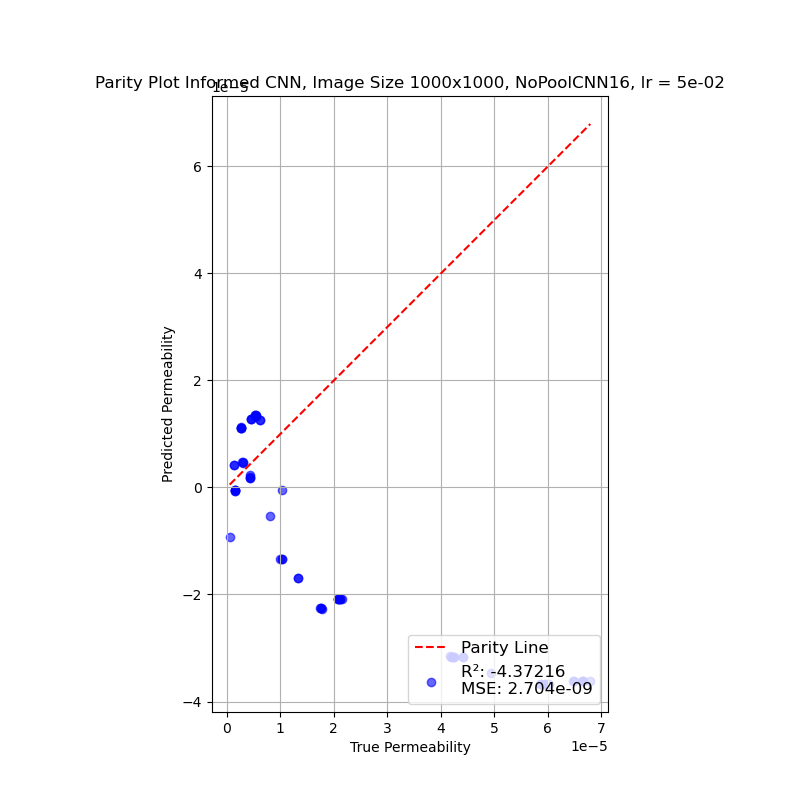 Parity Plot Informed CNN, Image Size 1000x1000, NoPoolCNN16, lr = 5e-02
1e−5
6
4
2
0
−2
−4
Predicted Permeability
Parity Line
R²: -4.37216
MSE: 2.704e-09
0 1 2 3 4 5 6 7
True Permeability
1e−5